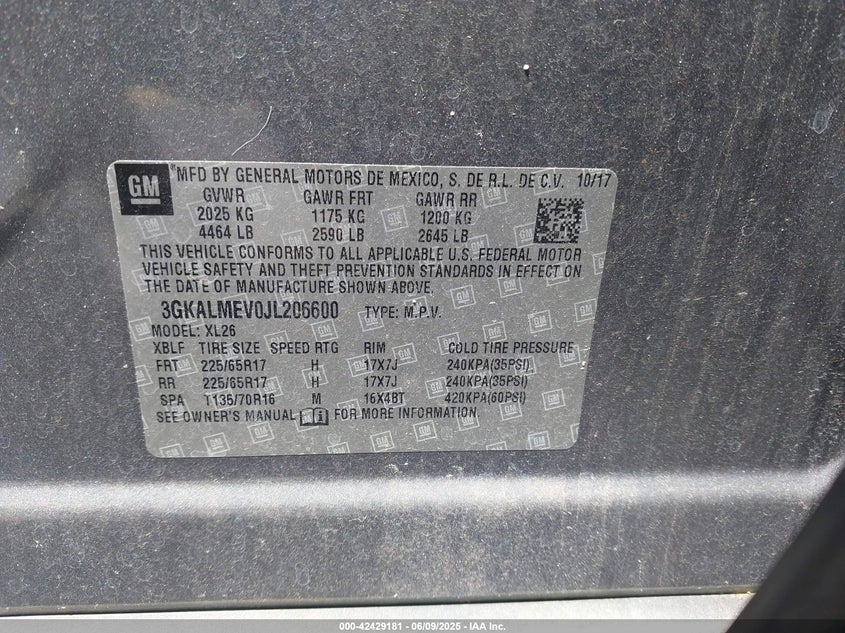 GM
MFD BY GENERAL MOTORS DE MEXICO, S. DE R.L. DE C.V. 10/17
GVWR GAWR FRT GAWR RR
2025 KG 1175 KG 1200 KG
4464 LB 2590 LB 2645 LB
THIS VEHICLE CONFORMS TO ALL APPLICABLE U.S. FEDERAL MOTOR
VEHICLE SAFETY AND THEFT PREVENTION STANDARDS IN EFFECT ON
THE DATE OF MANUFACTURE SHOWN ABOVE.
3GKALMEV0JL206600 TYPE: M.P.V.
MODEL: XL26
XBLF TIRE SIZE SPEED RTG RIM COLD TIRE PRESSURE
FRT 225/65R17 H 17X7J 240KPA(35PSI)
RR 225/65R17 H 17X7J 240KPA(35PSI)
SPA T135/70R16 M 16X4BT 420KPA(60PSI)
SEE OWNER'S MANUAL i FOR MORE INFORMATION.
000-42429181 - 06/09/2025 - IAA Inc.